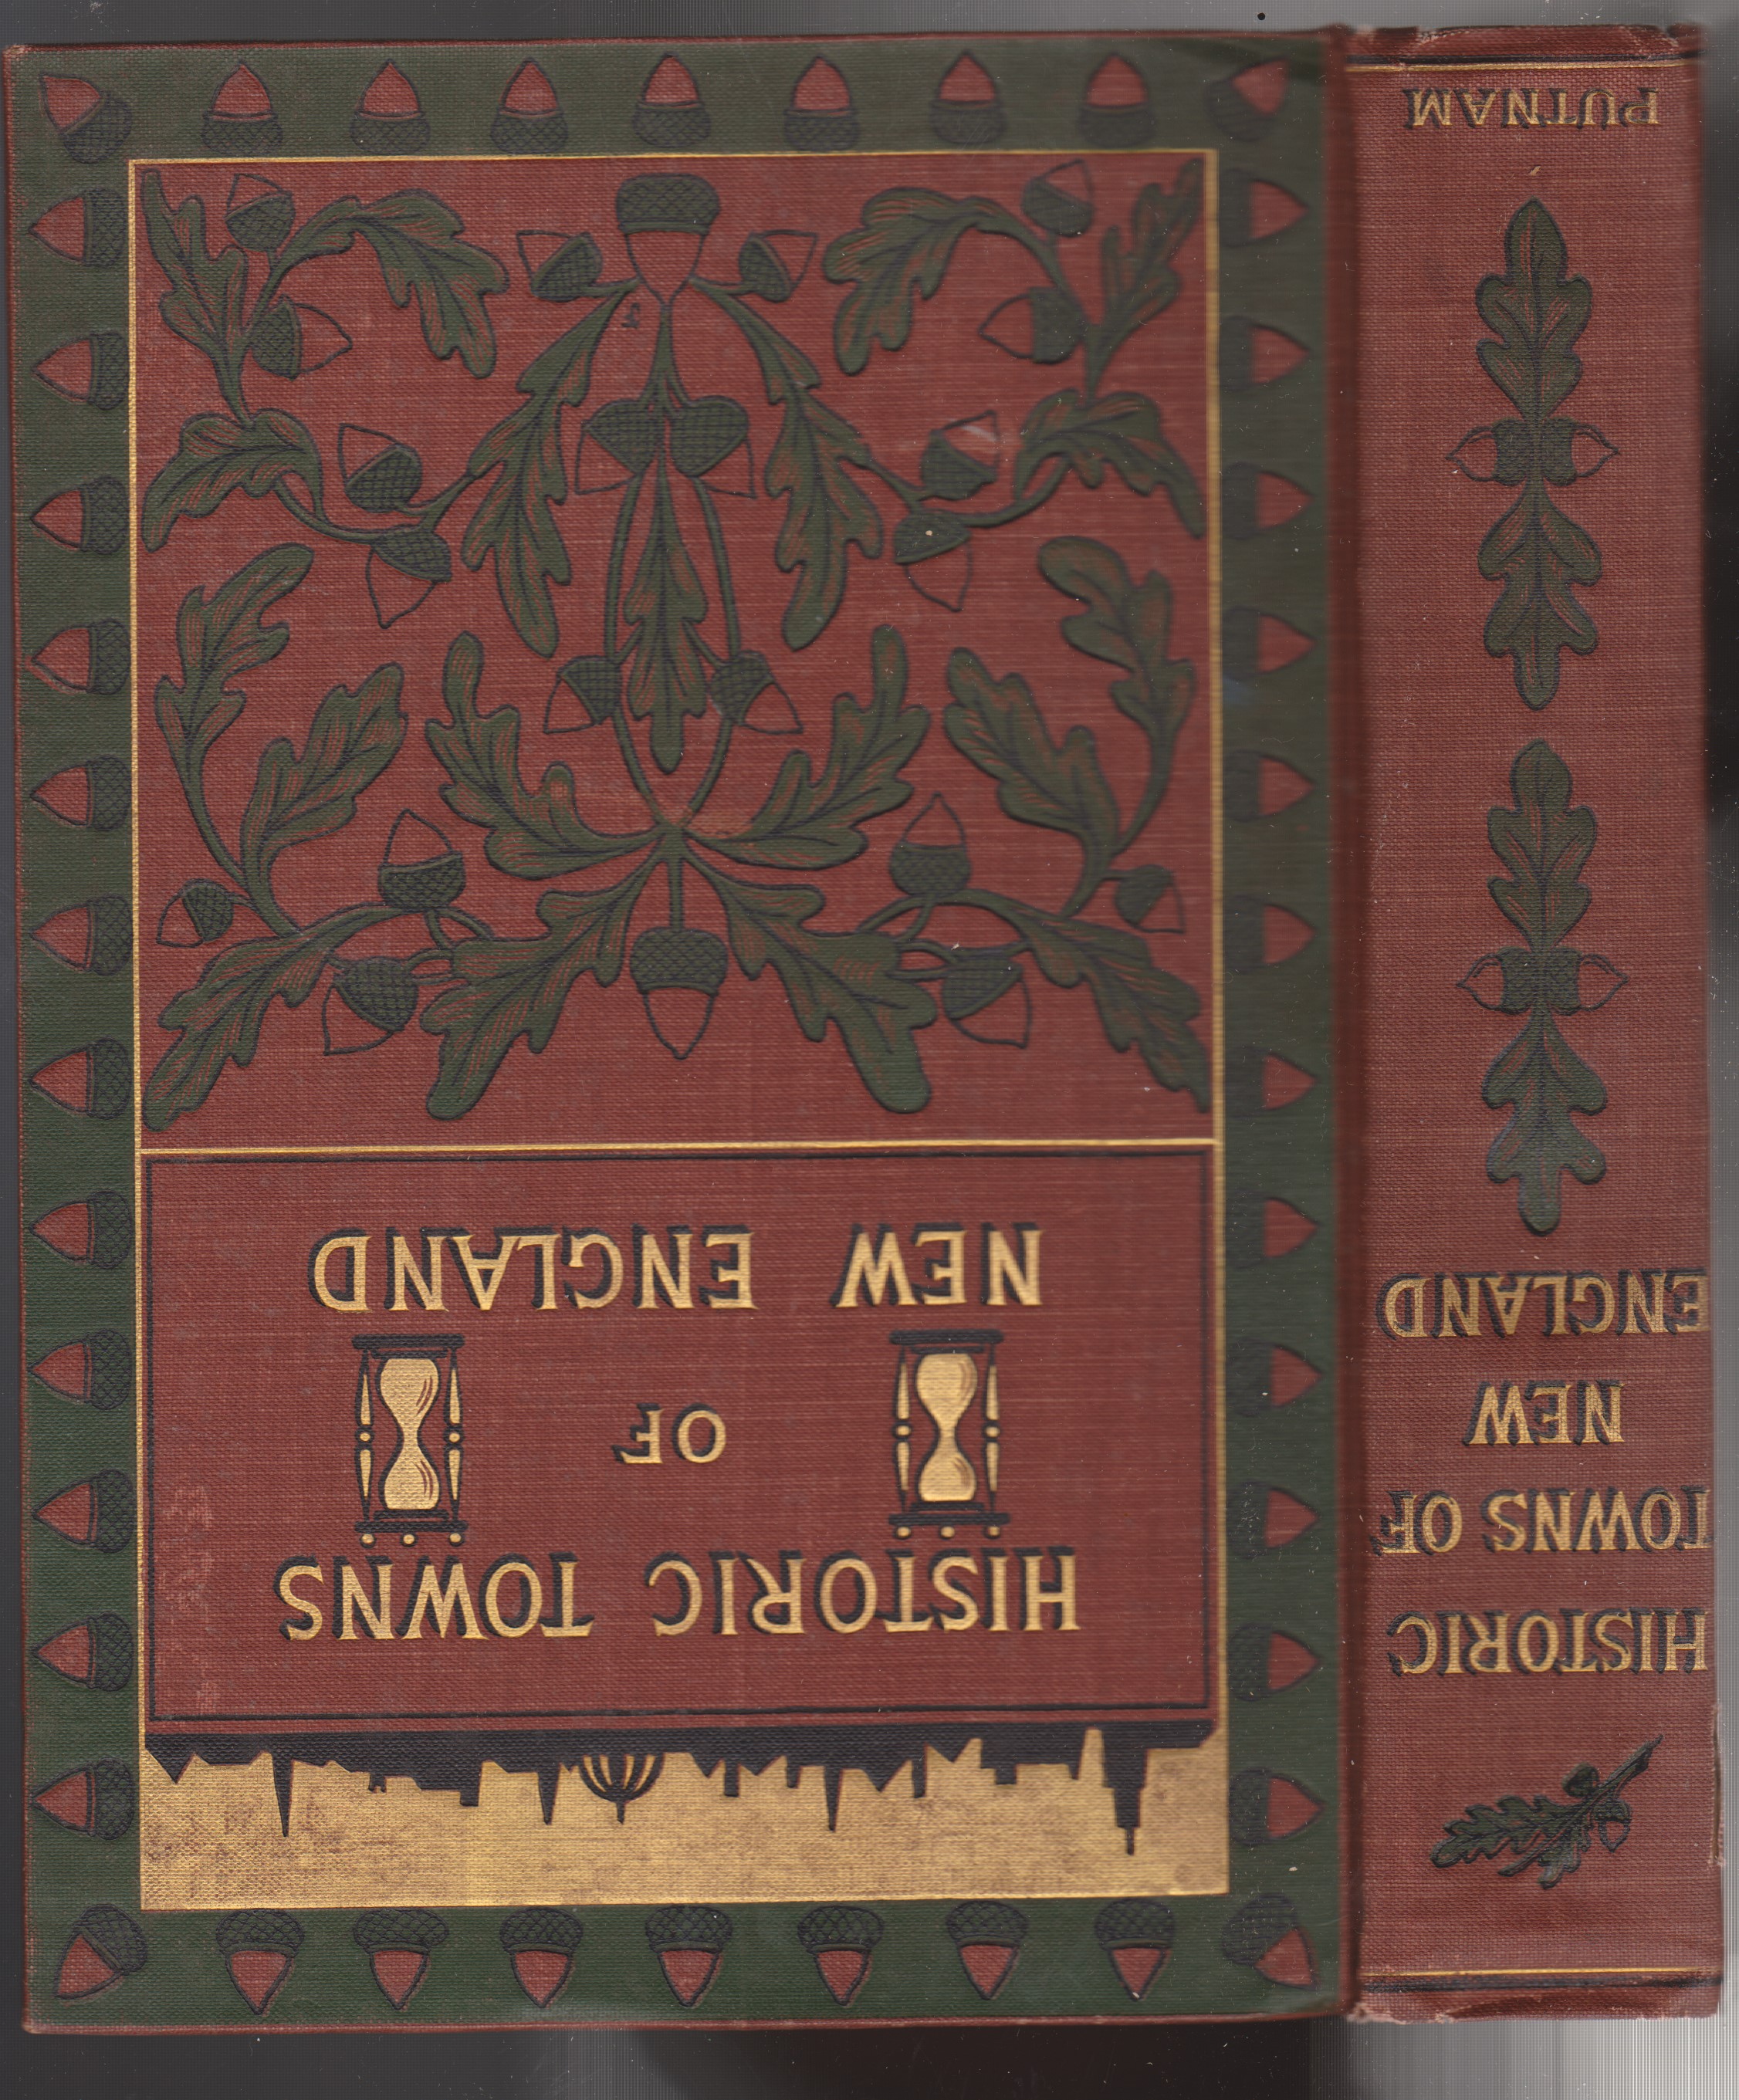 HISTORIC TOWNS
OF
NEW ENGLAND
HISTORIC
TOWNS OF
NEW
ENGLAND
PUTNAM